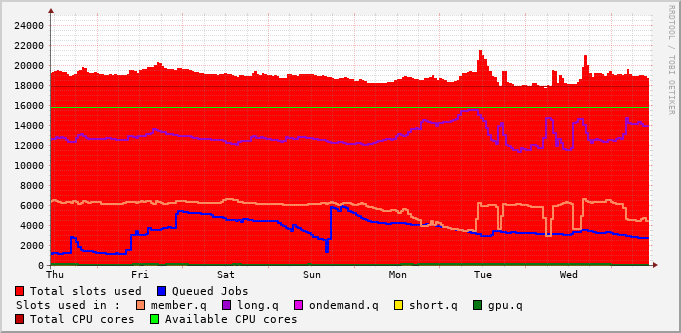 24000
22000
20000
18000
16000
14000
12000
10000
8000
6000
4000
2000
0
Thu Fri Sat Sun Mon Tue Wed
RRDTOOL / TOBI OETIKER
Total slots used Queued Jobs
Slots used in : member.q long.q ondemand.q short.q gpu.q
Total CPU cores Available CPU cores